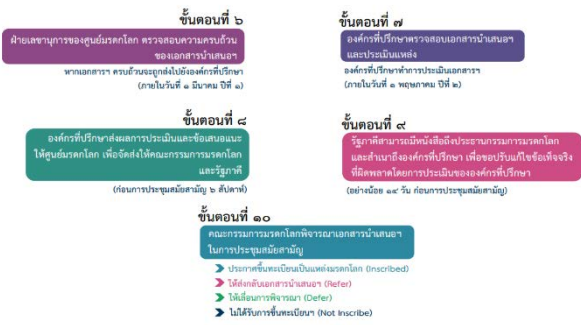 ขั้นตอนที่ ๖
ฝ่ายเลขานุการของศูนย์มรดกโลก ตรวจสอบความครบถ้วน
ของเอกสารนำเสนอฯ
หากเอกสารฯ ครบถ้วนจะถูกส่งไปยังองค์กรที่ปรึกษา
(ภายในวันที่ ๑ มีนาคม ปีที่ ๑)
ขั้นตอนที่ ๗
องค์กรที่ปรึกษาตรวจสอบเอกสารนำเสนอฯ
และประเมินแหล่ง
องค์กรที่ปรึกษาทำการประเมินเอกสารฯ
(ภายในวันที่ ๑ พฤษภาคม ปีที่ ๒)
ขั้นตอนที่ ๘
องค์กรที่ปรึกษาส่งผลการประเมินและข้อเสนอแนะ
ให้ศูนย์มรดกโลก เพื่อจัดส่งให้คณะกรรมการมรดกโลก
และรัฐภาคี
(ก่อนการประชุมสมัยสามัญ ๖ สัปดาห์)
ขั้นตอนที่ ๙
รัฐภาคีสามารถมีหนังสือถึงประธานกรรมการมรดกโลก
และสำเนาถึงองค์กรที่ปรึกษา เพื่อขอปรับแก้ไขข้อเท็จจริง
ที่ผิดพลาดโดยการประเมินขององค์กรที่ปรึกษา
(อย่างน้อย ๑๔ วัน ก่อนการประชุมสมัยสามัญ)
ขั้นตอนที่ ๑๐
คณะกรรมการมรดกโลกพิจารณาเอกสารนำเสนอฯ
ในการประชุมสมัยสามัญ
ประกาศขึ้นทะเบียนเป็นแหล่งมรดกโลก (Inscribed)
ให้ส่งกลับเอกสารนำเสนอฯ (Refer)
ให้เลื่อนการพิจารณา (Defer)
ไม่ได้รับการขึ้นทะเบียนฯ (Not Inscribe)